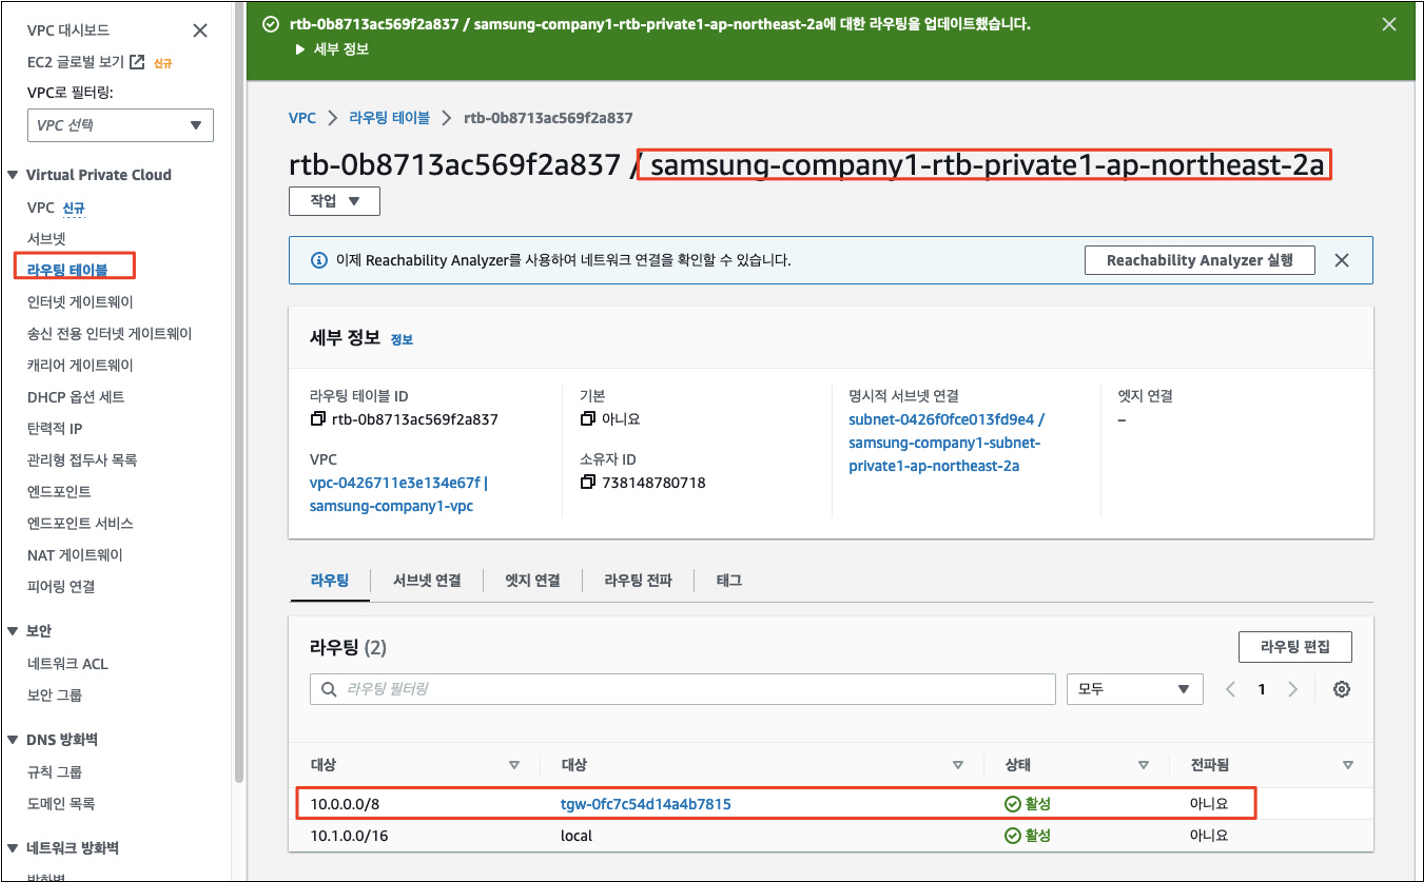 VPC 대시보드
EC2 글로벌 보기 신규
VPC로 필터링:
VPC 선택
Virtual Private Cloud
VPC 신규
서브넷
라우팅 테이블
인터넷 게이트웨이
송신 전용 인터넷 게이트웨이
캐리어 게이트웨이
DHCP 옵션 세트
탄력적 IP
관리형 접두사 목록
엔드포인트
엔드포인트 서비스
NAT 게이트웨이
피어링 연결
보안
네트워크 ACL
보안 그룹
DNS 방화벽
규칙 그룹
도메인 목록
네트워크 방화벽
방화벽
rtb-0b8713ac569f2a837 / samsung-company1-rtb-private1-ap-northeast-2a에 대한 라우팅을 업데이트했습니다.
세부 정보
VPC 라우팅 테이블 rtb-0b8713ac569f2a837
rtb-0b8713ac569f2a837 / samsung-company1-rtb-private1-ap-northeast-2a
작업
이제 Reachability Analyzer를 사용하여 네트워크 연결을 확인할 수 있습니다. Reachability Analyzer 실행
세부 정보 정보
라우팅 테이블 ID
rtb-0b8713ac569f2a837
VPC
vpc-0426711e3e134e67f |
samsung-company1-vpc
기본
아니요
소유자 ID
738148780718
명시적 서브넷 연결
subnet-0426f0fce013fd9e4 /
samsung-company1-subnet-
private1-ap-northeast-2a
엣지 연결
–
라우팅 서브넷 연결 엣지 연결 라우팅 전파 태그
라우팅 (2) 라우팅 편집
라우팅 필터링 모두 1
대상 대상 상태 전파됨
10.0.0.0/8 tgw-0fc7c54d14a4b7815 활성 아니요
10.1.0.0/16 local 활성 아니요